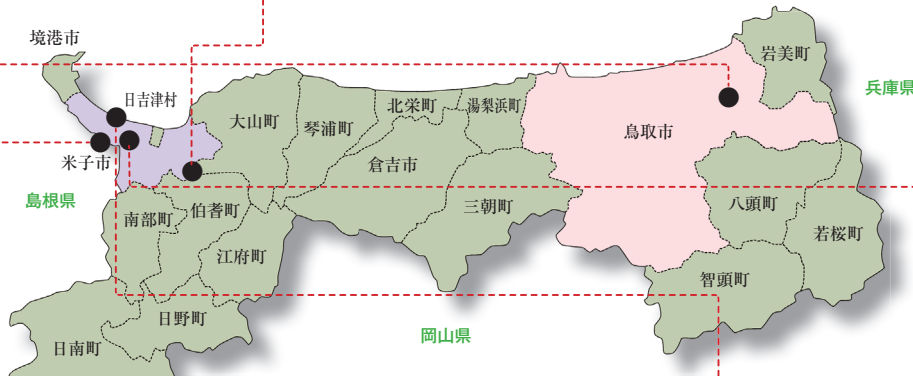 境港市
岩美町
兵庫県
日吉津村
北栄町
湯梨浜町
大山町
琴浦町
鳥取市
米子市
倉吉市
島根県
三朝町
八頭町
南部町
伯耆町
若桜町
江府町
智頭町
日野町
岡山県
日南町